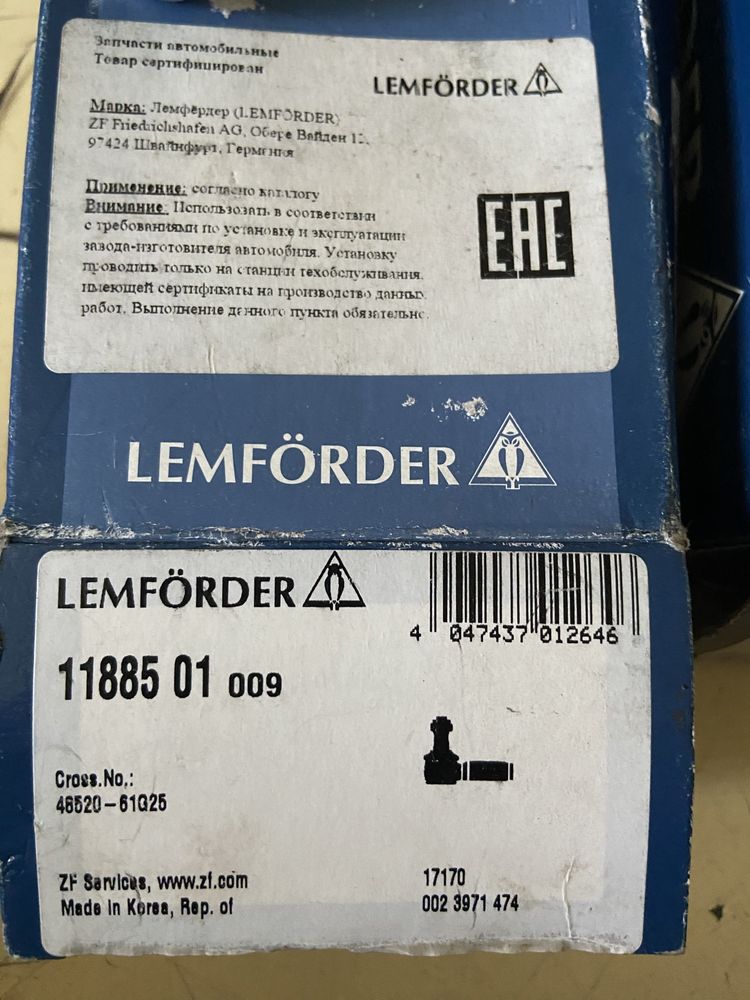 Запчасти автомобильные
Товар сертифицирован
LEMFÖRDER
Марка: Лемфёрдер (LEMFÖRDER)
ZF Friedrichshafen AG, Обере Вайден 12,
97424 Швайнфурт, Германия
Применение: согласно каталогу
Внимание: Использовать в соответствии
с требованиями по установке и эксплуатации
завода-изготовителя автомобиля. Установку
проводить только на станции техобслуживания,
имеющей сертификаты на производство данных
работ. Выполнение данного пункта обязательно.
EAC
LEMFÖRDER
LEMFÖRDER
4 047437 012646
11885 01 009
Cross.No.:
48520-61G25
ZF Services, www.zf.com
Made in Korea, Rep. of
17170
002 3971 474